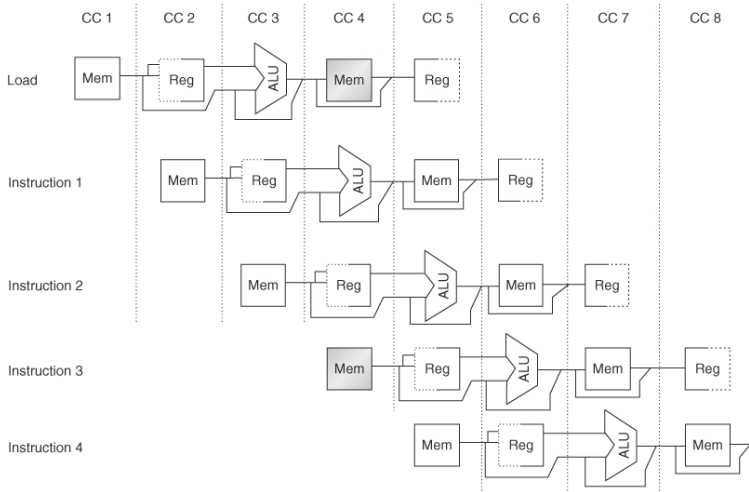 CC 1 CC 2 CC 3 CC 4 CC 5 CC 6 CC 7 CC 8
Load Mem Reg ALU Mem Reg
Instruction 1 Mem Reg ALU Mem Reg
Instruction 2 Mem Reg ALU Mem Reg
Instruction 3 Mem Reg ALU Mem Reg
Instruction 4 Mem Reg ALU Mem